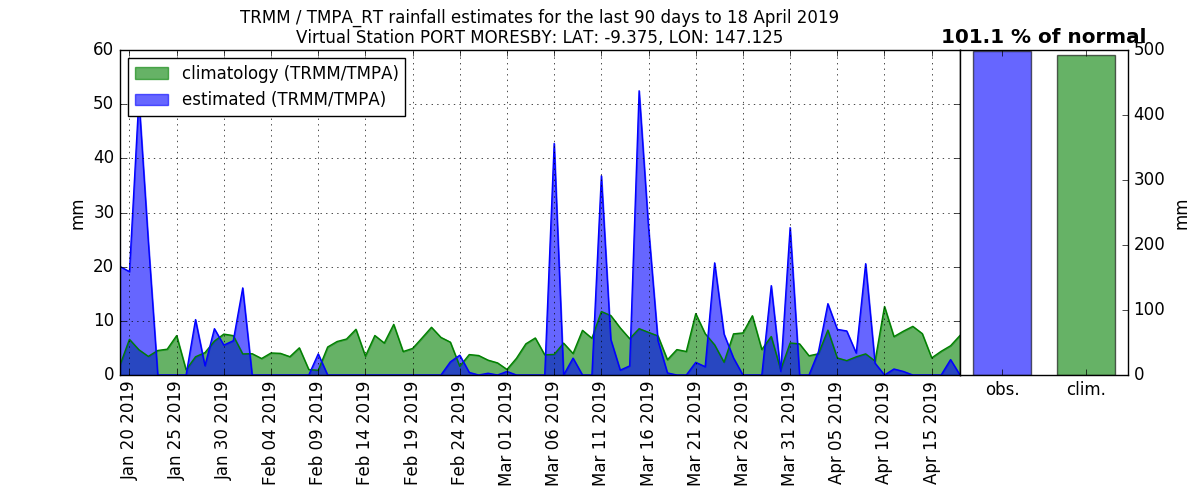 TRMM / TMPA_RT rainfall estimates for the last 90 days to 18 April 2019
Virtual Station PORT MORESBY: LAT: -9.375, LON: 147.125
101.1 % of normal
climatology (TRMM/TMPA)
estimated (TRMM/TMPA)
60
50
40
30
20
10
0
mm
Jan 20 2019
Jan 25 2019
Jan 30 2019
Feb 04 2019
Feb 09 2019
Feb 14 2019
Feb 19 2019
Feb 24 2019
Mar 01 2019
Mar 06 2019
Mar 11 2019
Mar 16 2019
Mar 21 2019
Mar 26 2019
Mar 31 2019
Apr 05 2019
Apr 10 2019
Apr 15 2019
obs.
clim.
500
400
300
200
100
0
mm